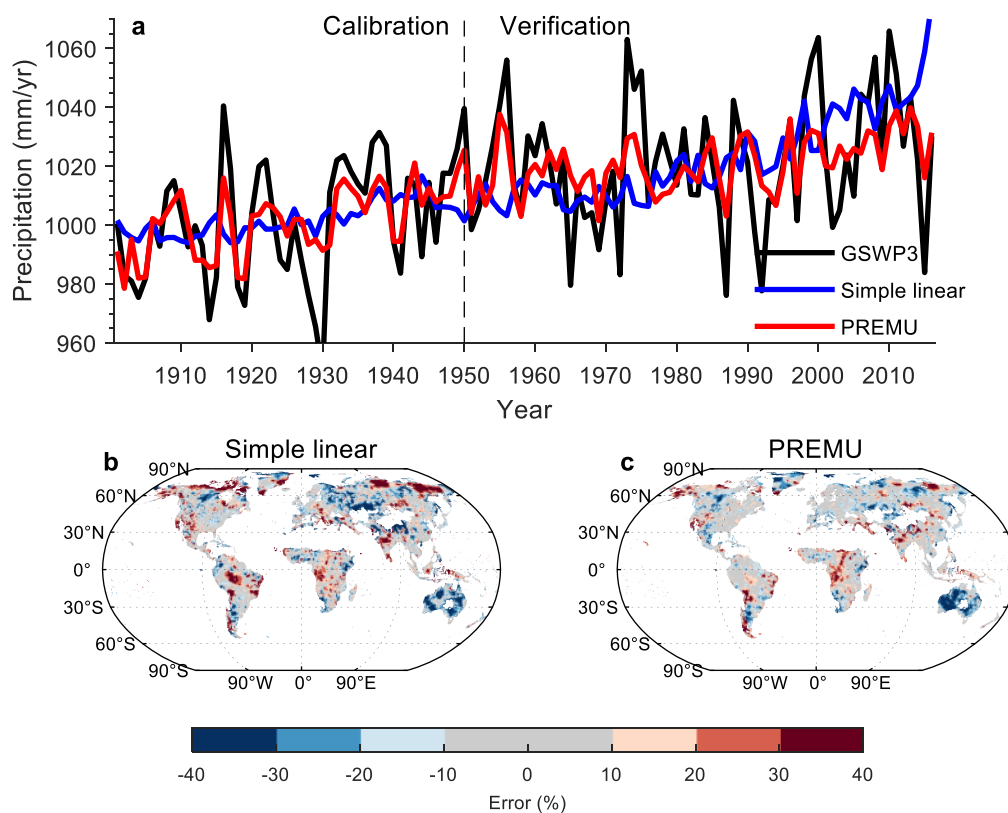 a
Calibration
Verification
Precipitation (mm/yr)
1060
1040
1020
1000
980
960
GSWP3
Simple linear
PREMU
1910 1920 1930 1940 1950 1960 1970 1980 1990 2000 2010
Year
b
Simple linear
90°N
60°N
30°N
0°
30°S
60°S
90°S
90°W 0° 90°E
c
PREMU
90°N
60°N
30°N
0°
30°S
60°S
90°S
90°W 0° 90°E
-40 -30 -20 -10 0 10 20 30 40
Error (%)